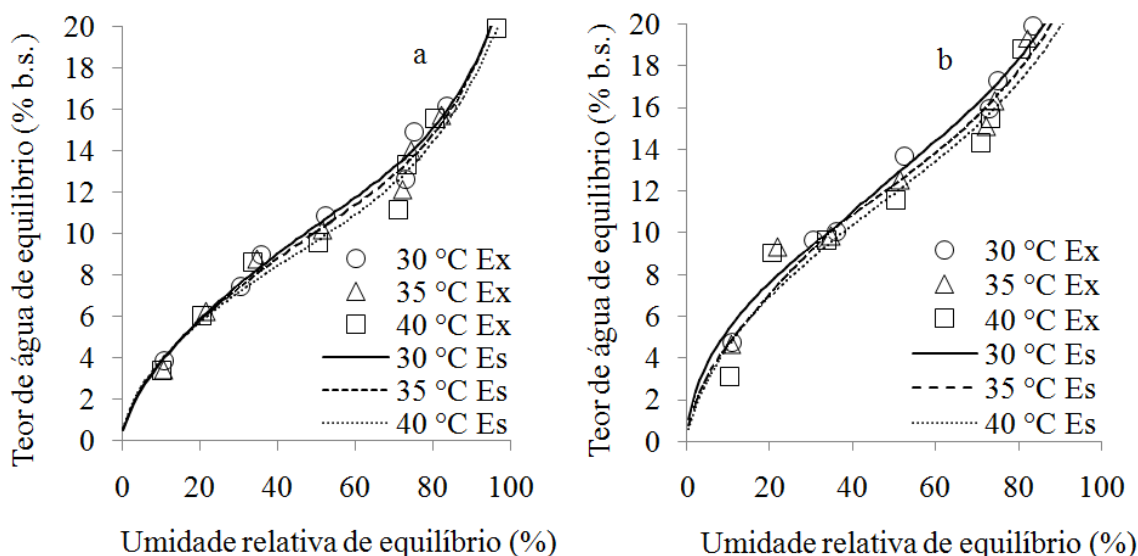 Teor de água de equilibrio (% b.s.)
20
18
16
14
12
10
8
6
4
2
0
a
30 °C Ex
35 °C Ex
40 °C Ex
30 °C Es
35 °C Es
40 °C Es
0 20 40 60 80 100
Umidade relativa de equilíbrio (%)
Teor de água de equilibrio (% b.s.)
20
18
16
14
12
10
8
6
4
2
0
b
30 °C Ex
35 °C Ex
40 °C Ex
30 °C Es
35 °C Es
40 °C Es
0 20 40 60 80 100
Umidade relativa de equilíbrio (%)